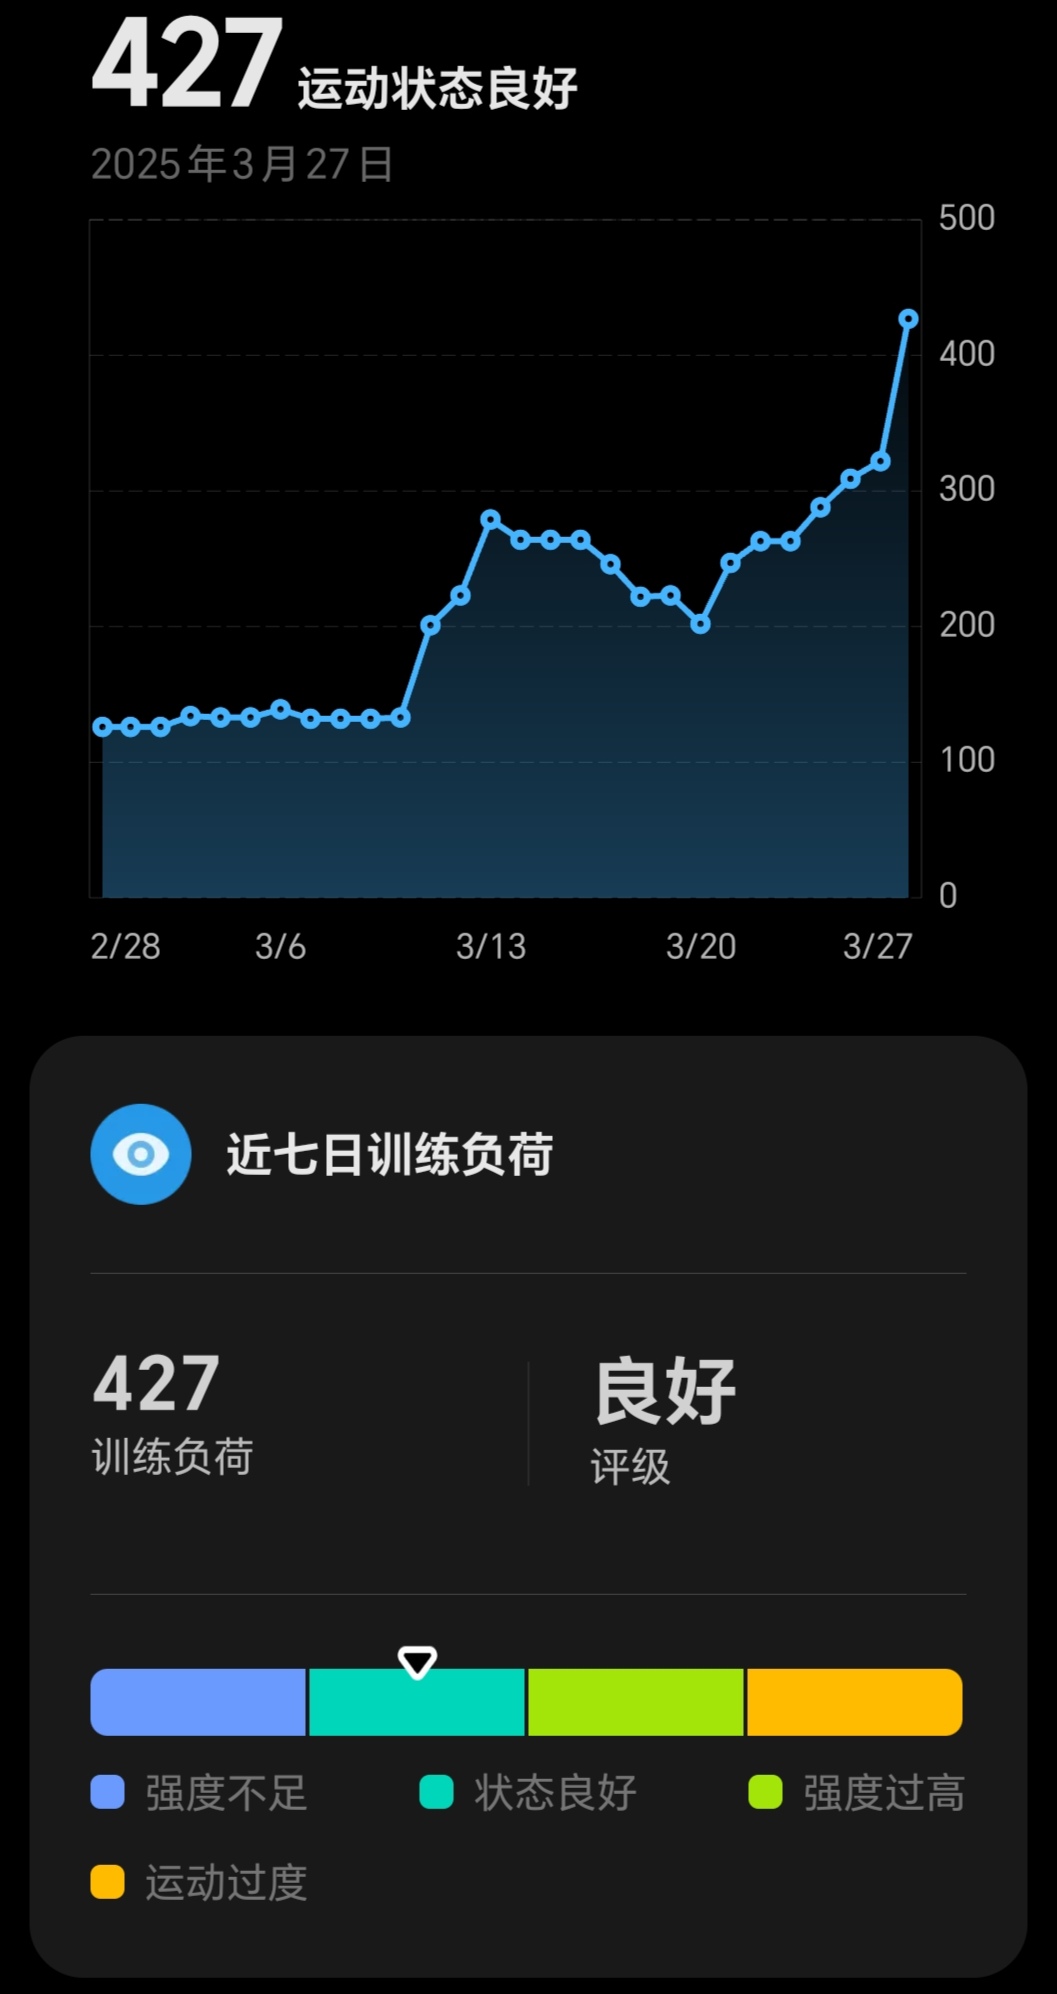 427 运动状态良好
2025年3月27日
500
400
300
200
100
0
2/28 3/6 3/13 3/20 3/27
近七日训练负荷
427 良好
训练负荷 评级
强度不足 状态良好 强度过高
运动过度